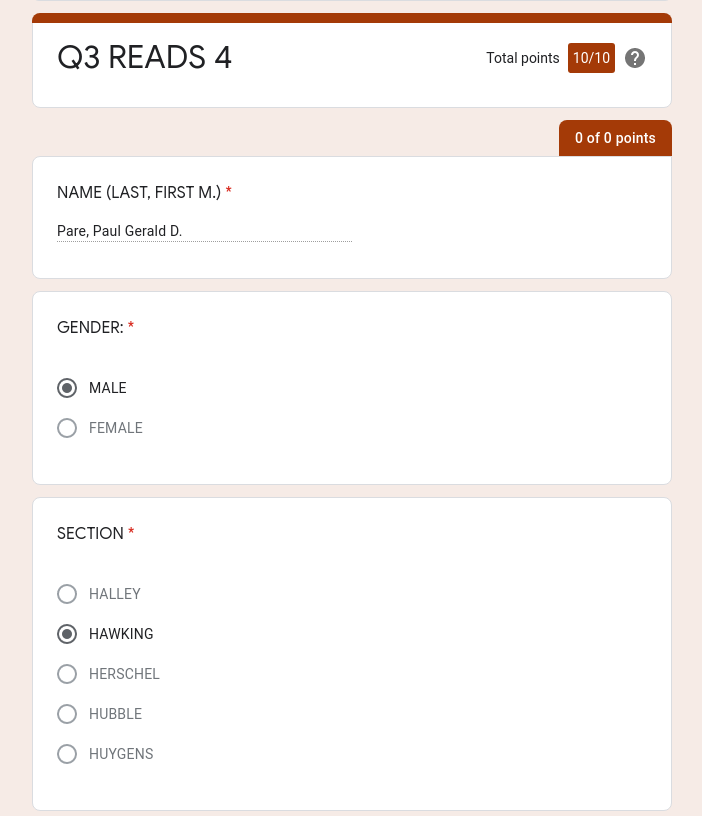 Q3 READS 4
Total points 10/10 ?
0 of 0 points
NAME (LAST, FIRST M.) *
Pare, Paul Gerald D.
GENDER: *
MALE
FEMALE
SECTION *
HALLEY
HAWKING
HERSCHEL
HUBBLE
HUYGENS